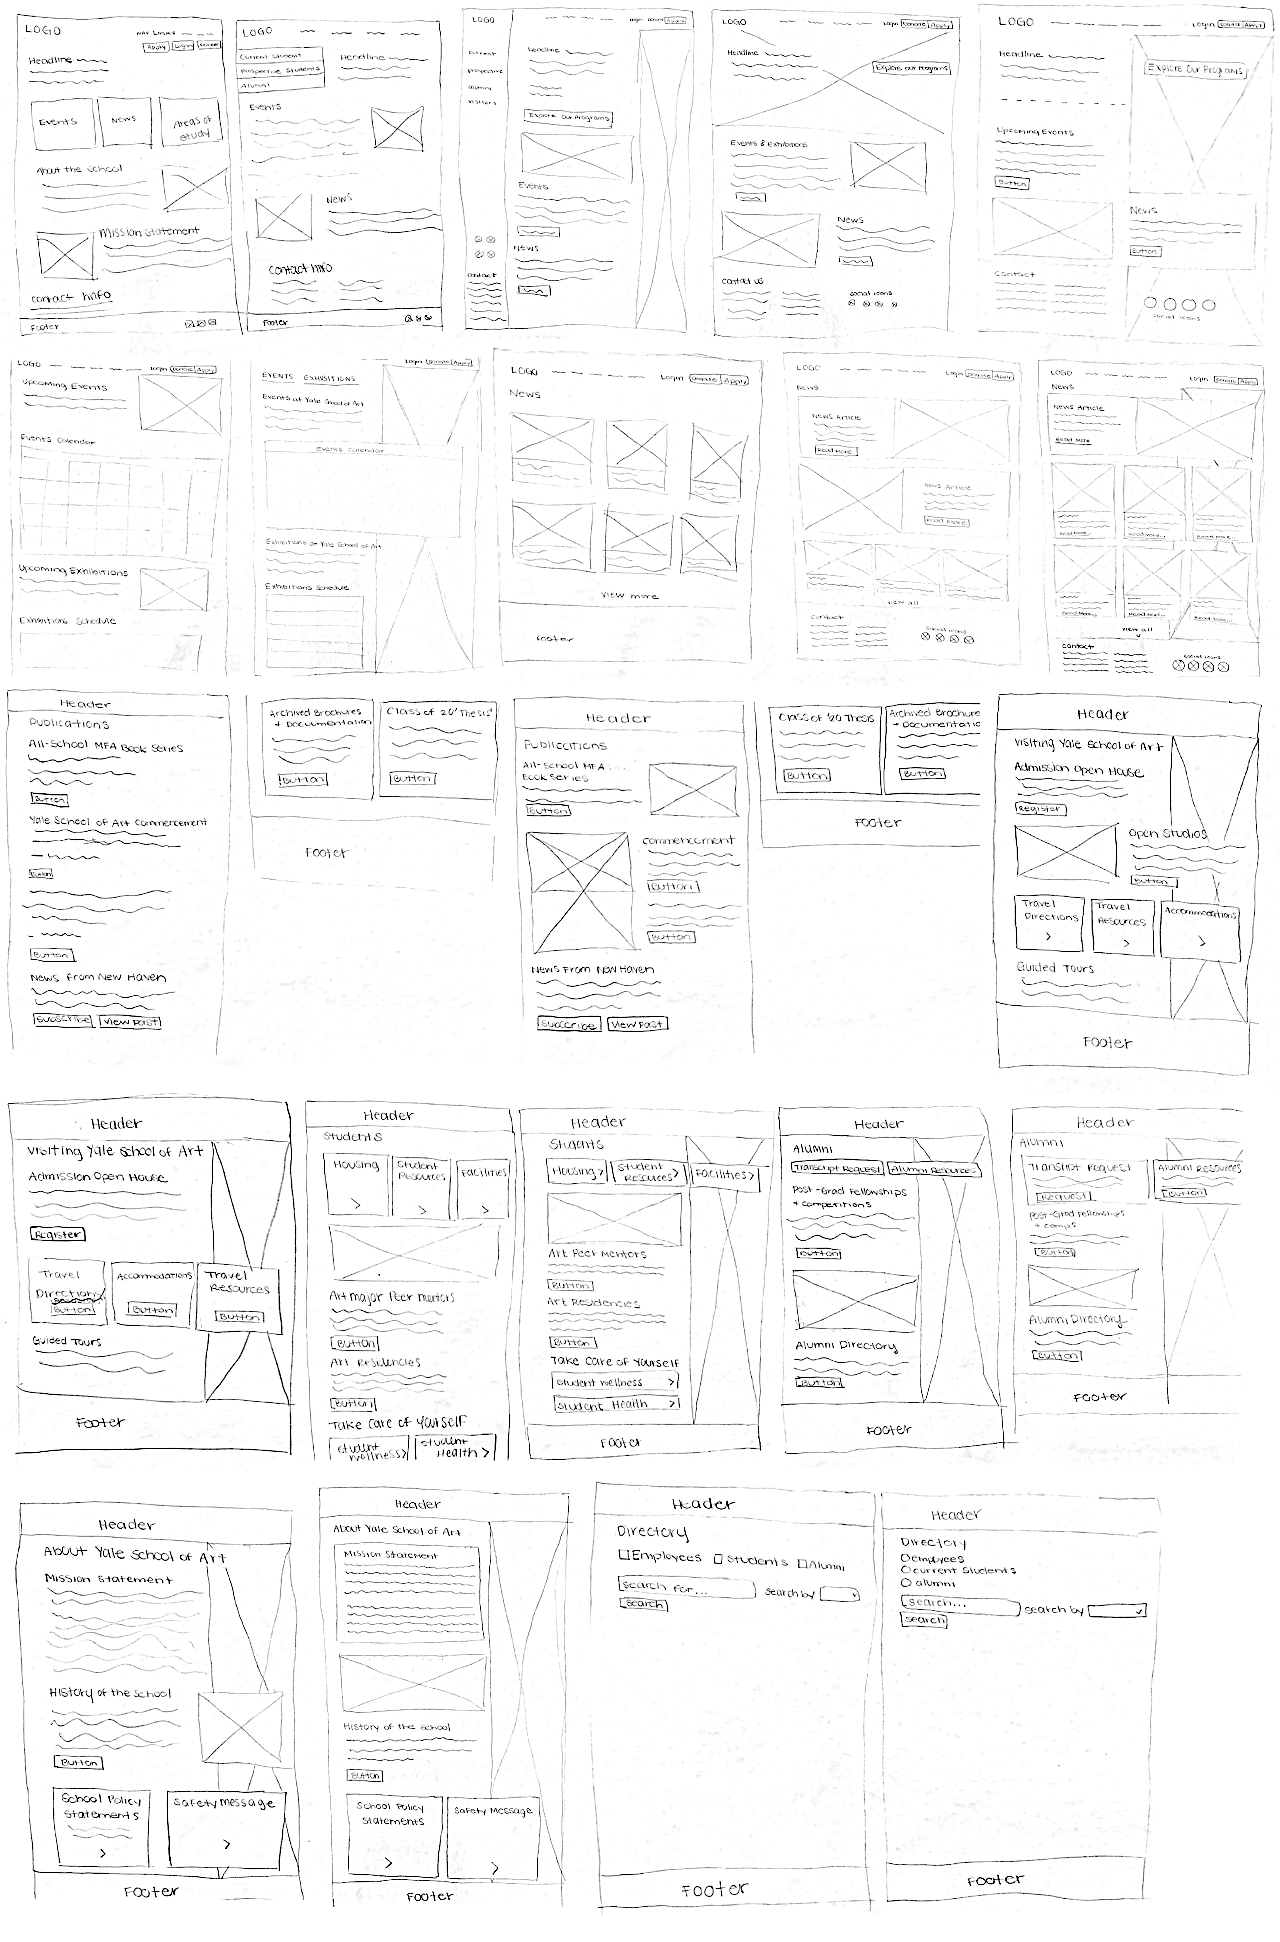 LOGO
NAV LINKS
Apply Login Donate
Headline
Events
News
Areas of
study
About the School
Mission Statement
contact Info
Footer
LOGO
Current Student
Prospective Students
Alumni
Headline
Events
News
contact Info
Footer
LOGO
Login Donate Apply
current
prospective
alumni
visitors
Headline
Explore Our Programs
Events
News
contact
LOGO
Login Donate Apply
Headline
Explore our Programs
Events & Exhibitions
News
contact us
social icons
LOGO
Login Donate Apply
Headline
Explore Our Programs
Upcoming Events
Button
News
Button
contact
social icons
LOGO
Login Donate Apply
Upcoming Events
Events Calendar
Upcoming Exhibitions
Exhibitions Schedule
Login Donate Apply
EVENTS EXHIBITIONS
Events at Yale School of Art
Events Calendar
Exhibitions at Yale School of Art
Exhibitions Schedule
LOGO
Login Donate Apply
News
View more
Footer
LOGO
Login Donate Apply
News
News Article
Read More
News Article
Read More
view all
contact
social icons
LOGO
Login Donate Apply
News
News Article
Read More
Read More...
Read More...
Read More...
Read More...
Read More...
Read More...
view all
contact
social icons
Header
Publications
All-School MFA Book Series
Button
Yale School of Art Commencement
Button
Button
News From New Haven
Subscribe View Past
Archived Brochures
+ Documentation
Button
Class of 20' Thesis'
Button
Footer
Header
Publications
All-School MFA
Book Series
Button
Commencement
Button
Button
News From New Haven
Subscribe View Past
Class of '20 Thesis
Button
Archived Brochure
+ Documentatic
Button
Footer
Header
Visiting Yale School of Art
Admission Open House
Register
Open Studios
Button
Travel
Directions
>
Travel
Resources
>
Accommodations
>
Guided Tours
Footer
Header
Visiting Yale School of Art
Admission Open House
Register
Travel
Directions
Button
Accommodations
Button
Travel
Resources
Button
Guided Tours
Footer
Header
Students
Housing
>
Student
Resources
>
Facilities
>
Art major Peer mentors
Button
Art Residencies
Button
Take care of Yourself
student
wellness>
Student
Health >
Header
Students
Housing>
Student
Resources>
Facilities>
Art Peer Mentors
Button
Art Residencies
Button
Take Care of Yourself
Student wellness >
Student Health >
Footer
Header
Alumni
Transcript Request Alumni Resources
Post-Grad Fellowships
+ competitions
Button
Alumni Directory
Button
Footer
Header
Alumni
Transcript Request
Request
Alumni Resources
Button
Post-Grad Fellowships
+ comps
Button
Alumni Directory
Button
Footer
Header
About Yale School of Art
Mission Statement
History of the School
Button
School Policy
Statements
>
Safety message
>
Footer
Header
About Yale School of Art
Mission Statement
History of the School
Button
School Policy
Statements
>
Safety Message
>
Footer
Header
Directory
Employees Students Alumni
Search for... search by
search
Footer
Header
Directory
employees
current Students
alumni
search... search by
search
Footer